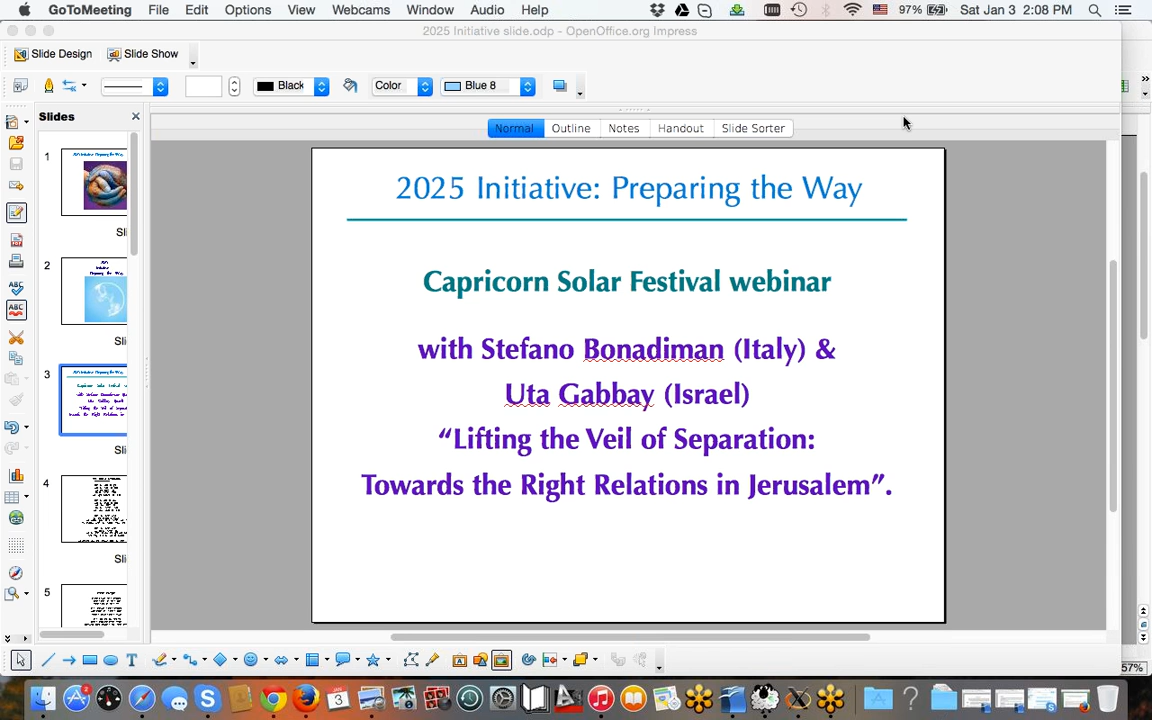 GoToMeeting File Edit Options View Webcams Window Audio Help 97% Sat Jan 3 2:08 PM
2025 Initiative slide.odp - OpenOffice.org Impress
Slide Design Slide Show
Black Color Blue 8
Slides
Normal Outline Notes Handout Slide Sorter
1
2
3
4
5
2025 Initiative: Preparing the Way
Capricorn Solar Festival webinar
with Stefano Bonadiman (Italy) &
Uta Gabbay (Israel)
“Lifting the Veil of Separation:
Towards the Right Relations in Jerusalem”.
57%